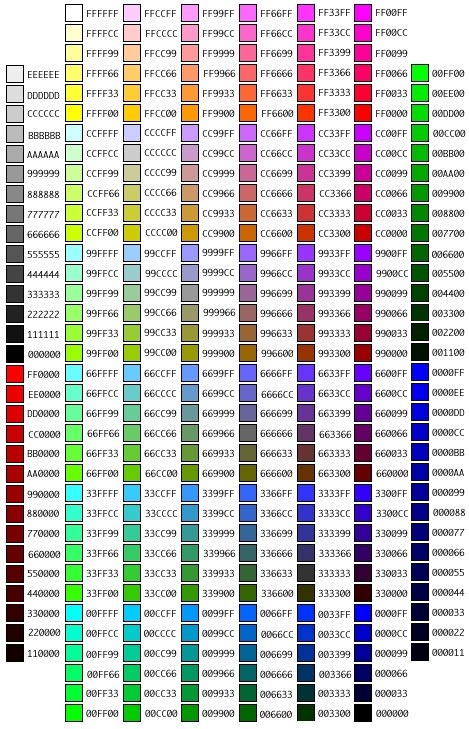 FFFFFF FFCCFF FF99FF FF66FF FF33FF FF00FF
FFFFCC FFCCCC FF99CC FF66CC FF33CC FF00CC
FFFF99 FFCC99 FF9999 FF6699 FF3399 FF0099
EEEEEE FFFF66 FFCC66 FF9966 FF6666 FF3366 FF0066 00FF00
DDDDDD FFFF33 FFCC33 FF9933 FF6633 FF3333 FF0033 00EE00
CCCCCC FFFF00 FFCC00 FF9900 FF6600 FF3300 FF0000 00DD00
BBBBBB CCFFFF CCCCFF CC99FF CC66FF CC33FF CC00FF 00CC00
AAAAAA CCFFCC CCCCCC CC99CC CC66CC CC33CC CC00CC 00BB00
999999 CCFF99 CCCC99 CC9999 CC6699 CC3399 CC0099 00AA00
888888 CCFF66 CCCC66 CC9966 CC6666 CC3366 CC0066 009900
777777 CCFF33 CCCC33 CC9933 CC6633 CC3333 CC0033 008800
666666 CCFF00 CCCC00 CC9900 CC6600 CC3300 CC0000 007700
555555 99FFFF 99CCFF 9999FF 9966FF 9933FF 9900FF 006600
444444 99FFCC 99CCCC 9999CC 9966CC 9933CC 9900CC 005500
333333 99FF99 99CC99 999999 996699 993399 990099 004400
222222 99FF66 99CC66 999966 996666 993366 990066 003300
111111 99FF33 99CC33 999933 996633 993333 990033 002200
000000 99FF00 99CC00 999900 996600 993300 990000 001100
FF0000 66FFFF 66CCFF 6699FF 6666FF 6633FF 6600FF 0000FF
EE0000 66FFCC 66CCCC 6699CC 6666CC 6633CC 6600CC 0000EE
DD0000 66FF99 66CC99 669999 666699 663399 660099 0000DD
CC0000 66FF66 66CC66 669966 666666 663366 660066 0000CC
BB0000 66FF33 66CC33 669933 666633 663333 660033 0000BB
AA0000 66FF00 66CC00 669900 666600 663300 660000 0000AA
990000 33FFFF 33CCFF 3399FF 3366FF 3333FF 3300FF 000099
880000 33FFCC 33CCCC 3399CC 3366CC 3333CC 3300CC 000088
770000 33FF99 33CC99 339999 336699 333399 330099 000077
660000 33FF66 33CC66 339966 336666 333366 330066 000066
550000 33FF33 33CC33 339933 336633 333333 330033 000055
440000 33FF00 33CC00 339900 336600 333300 330000 000044
330000 00FFFF 00CCFF 0099FF 0066FF 0033FF 0000FF 000033
220000 00FFCC 00CCCC 0099CC 0066CC 0033CC 0000CC 000022
110000 00FF99 00CC99 009999 006699 003399 000099 000011
00FF66 00CC66 009966 006666 003366 000066
00FF33 00CC33 009933 006633 003333 000033
00FF00 00CC00 009900 006600 003300 000000